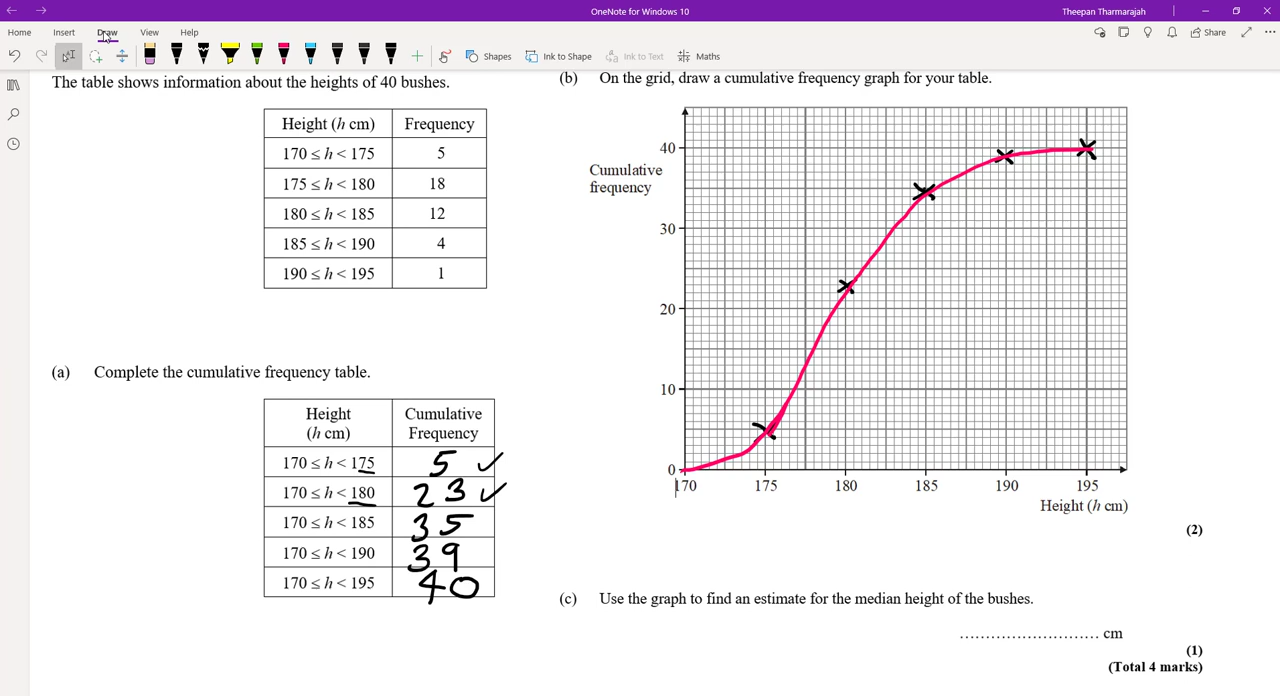 OneNote for Windows 10
Theepan Tharmarajah
Home Insert Draw View Help
Share
Shapes Ink to Shape Ink to Text Maths
The table shows information about the heights of 40 bushes.
Height (h cm) Frequency
170 ≤ h < 175 5
175 ≤ h < 180 18
180 ≤ h < 185 12
185 ≤ h < 190 4
190 ≤ h < 195 1
(a) Complete the cumulative frequency table.
Height
(h cm)
Cumulative
Frequency
170 ≤ h < 175 5 ✓
170 ≤ h < 180 23 ✓
170 ≤ h < 185 35
170 ≤ h < 190 39
170 ≤ h < 195 40
(b) On the grid, draw a cumulative frequency graph for your table.
Cumulative
frequency
40
30
20
10
0
170 175 180 185 190 195
Height (h cm)
(2)
(c) Use the graph to find an estimate for the median height of the bushes.
........................... cm
(1)
(Total 4 marks)